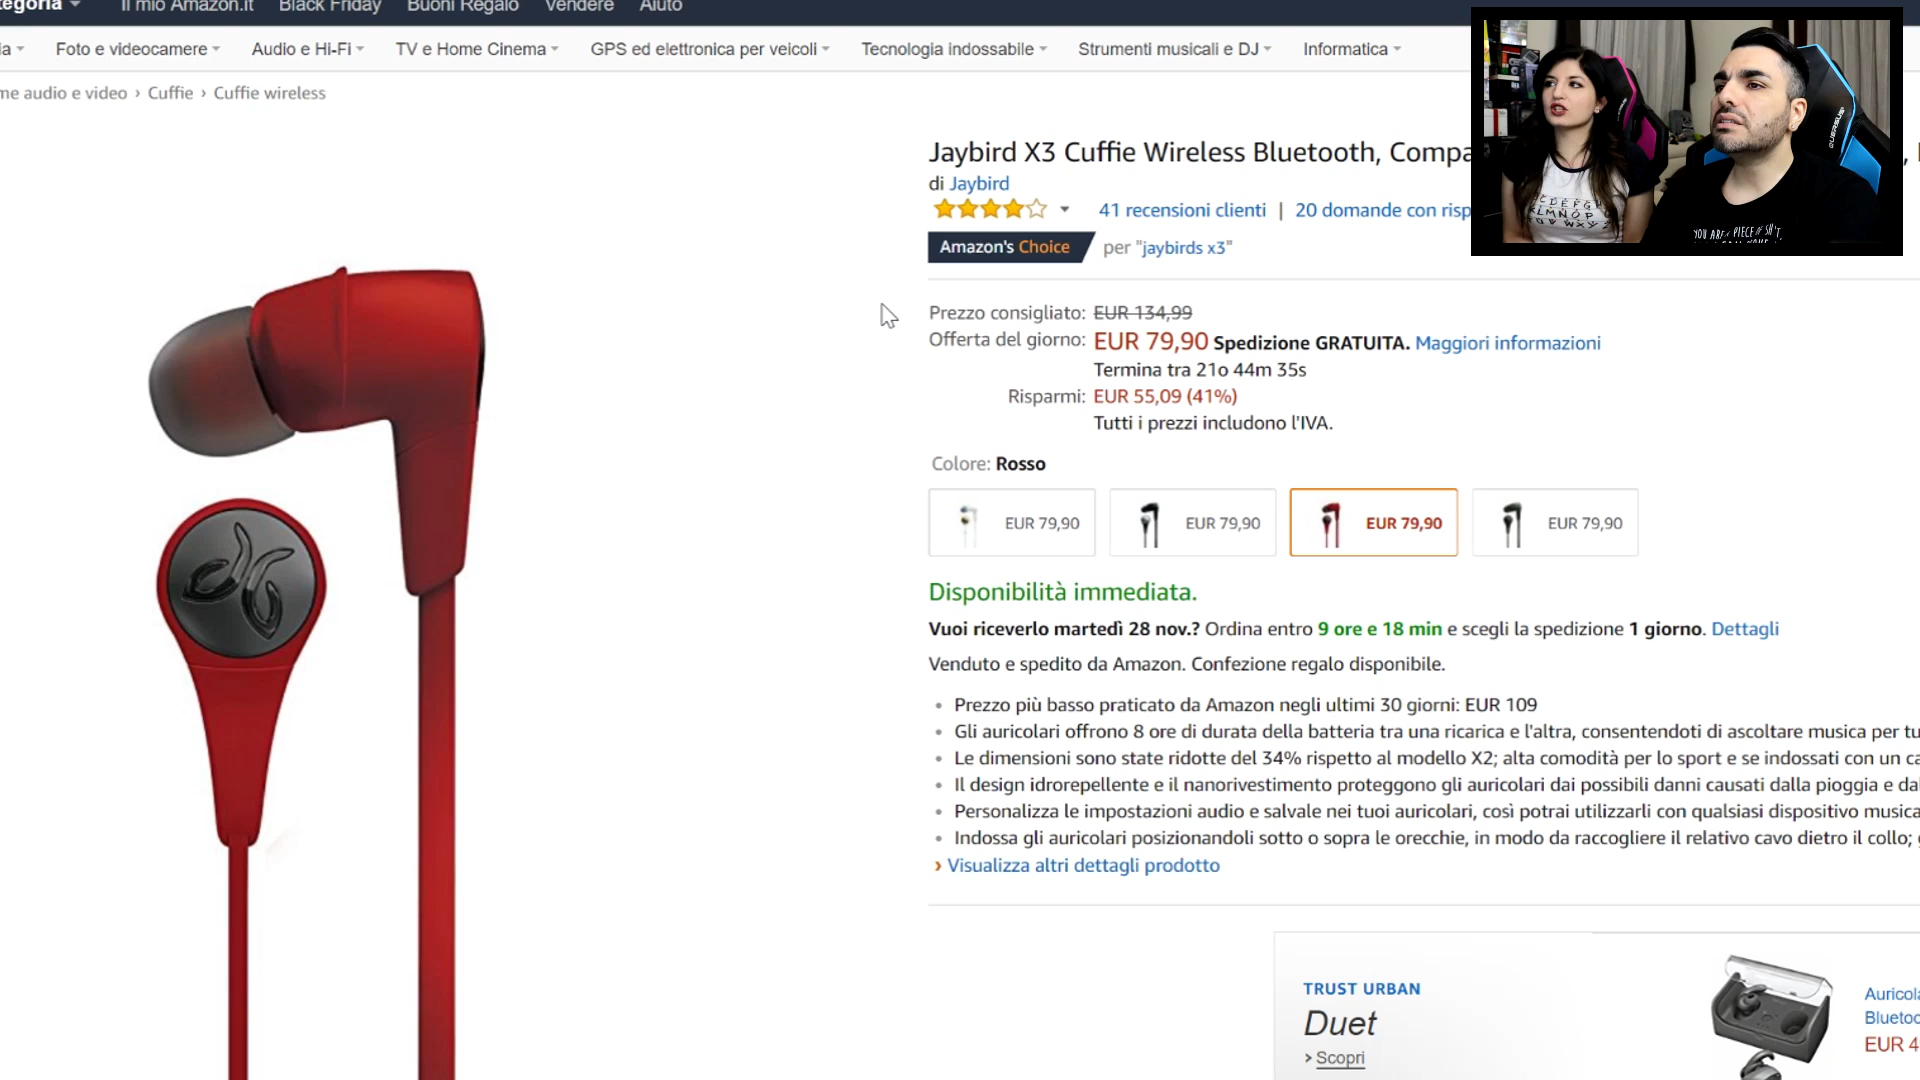 Il mio Amazon.it Black Friday Buoni Regalo Vendere Aiuto
Foto e videocamere Audio e Hi-Fi TV e Home Cinema GPS ed elettronica per veicoli Tecnologia indossabile Strumenti musicali e DJ Informatica
audio e video › Cuffie › Cuffie wireless
Jaybird X3 Cuffie Wireless Bluetooth, Compa
di Jaybird
41 recensioni clienti | 20 domande con risp
Amazon's Choice per "jaybirds x3"
Prezzo consigliato: EUR 134,99
Offerta del giorno: EUR 79,90 Spedizione GRATUITA. Maggiori informazioni
Termina tra 21o 44m 35s
Risparmi: EUR 55,09 (41%)
Tutti i prezzi includono l'IVA.
Colore: Rosso
EUR 79,90 EUR 79,90 EUR 79,90 EUR 79,90
Disponibilità immediata.
Vuoi riceverlo martedì 28 nov.? Ordina entro 9 ore e 18 min e scegli la spedizione 1 giorno. Dettagli
Venduto e spedito da Amazon. Confezione regalo disponibile.
Prezzo più basso praticato da Amazon negli ultimi 30 giorni: EUR 109
Gli auricolari offrono 8 ore di durata della batteria tra una ricarica e l'altra, consentendoti di ascoltare musica per tu
Le dimensioni sono state ridotte del 34% rispetto al modello X2; alta comodità per lo sport e se indossati con un ca
Il design idrorepellente e il nanorivestimento proteggono gli auricolari dai possibili danni causati dalla pioggia e da
Personalizza le impostazioni audio e salvale nei tuoi auricolari, così potrai utilizzarli con qualsiasi dispositivo musica
Indossa gli auricolari posizionandoli sotto o sopra le orecchie, in modo da raccogliere il relativo cavo dietro il collo;
› Visualizza altri dettagli prodotto
TRUST URBAN
Duet
› Scopri
Auricola
Bluetoo
EUR 4